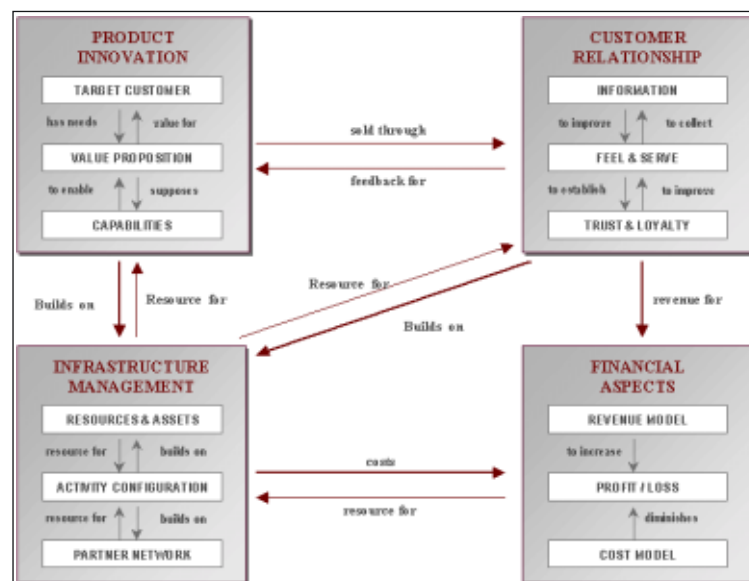 PRODUCT
INNOVATION
TARGET CUSTOMER
has needs
value for
VALUE PROPOSITION
to enable
supposes
CAPABILITIES
sold through
feedback for
CUSTOMER
RELATIONSHIP
INFORMATION
to improve
to collect
FEEL & SERVE
to establish
to improve
TRUST & LOYALTY
Builds on
Resource for
Resource for
Builds on
revenue for
INFRASTRUCTURE
MANAGEMENT
RESOURCES & ASSETS
resource for
builds on
ACTIVITY CONFIGURATION
resource for
builds on
PARTNER NETWORK
costs
resource for
FINANCIAL
ASPECTS
REVENUE MODEL
to increase
PROFIT / LOSS
diminishes
COST MODEL